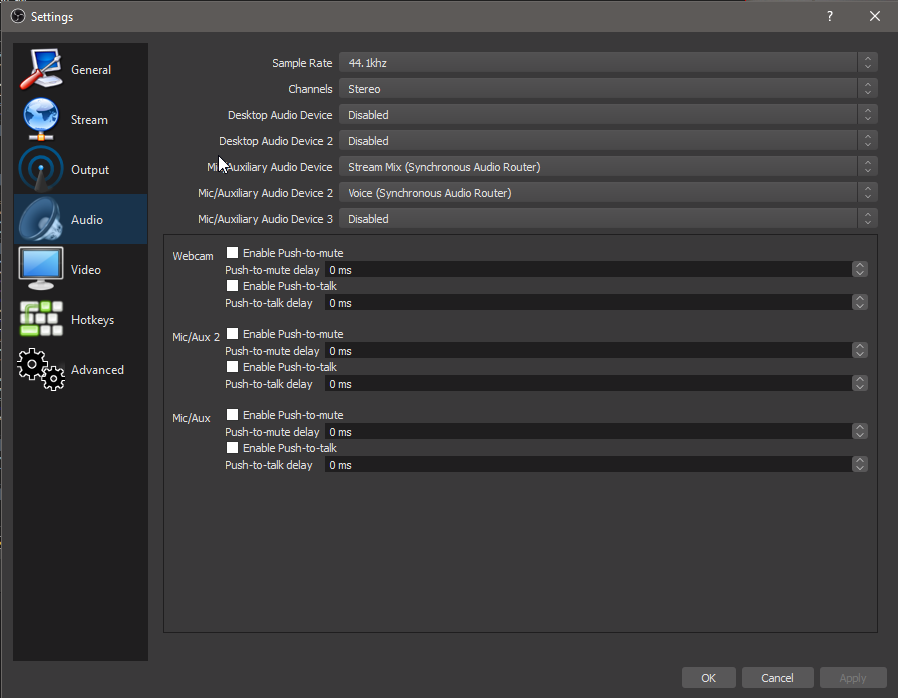 Settings
?
General
Stream
Output
Audio
Video
Hotkeys
Advanced
Sample Rate 44.1khz
Channels Stereo
Desktop Audio Device Disabled
Desktop Audio Device 2 Disabled
Auxiliary Audio Device Stream Mix (Synchronous Audio Router)
Mic/Auxiliary Audio Device 2 Voice (Synchronous Audio Router)
Mic/Auxiliary Audio Device 3 Disabled
Webcam Enable Push-to-mute
Push-to-mute delay 0 ms
Enable Push-to-talk
Push-to-talk delay 0 ms
Mic/Aux 2 Enable Push-to-mute
Push-to-mute delay 0 ms
Enable Push-to-talk
Push-to-talk delay 0 ms
Mic/Aux Enable Push-to-mute
Push-to-mute delay 0 ms
Enable Push-to-talk
Push-to-talk delay 0 ms
OK Cancel Apply